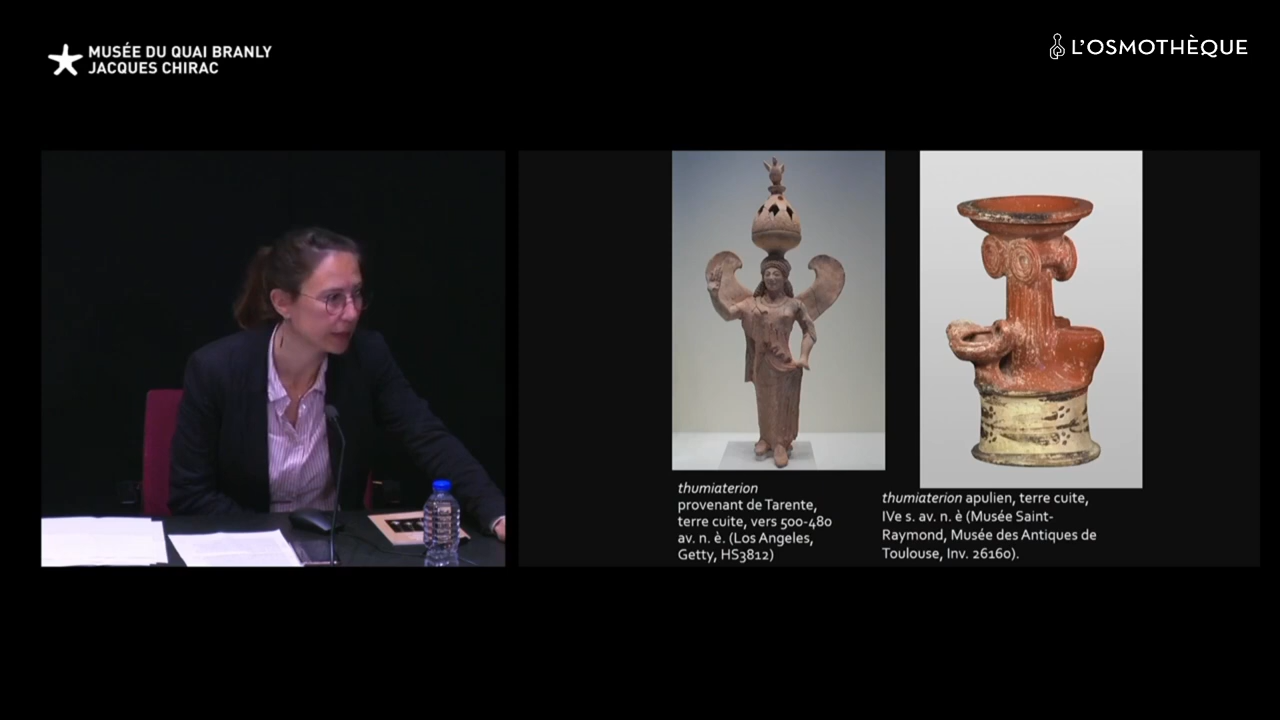 MUSÉE DU QUAI BRANLY
JACQUES CHIRAC
L'OSMOTHÈQUE
thumiaterion
provenant de Tarente,
terre cuite, vers 500-480
av. n. è. (Los Angeles,
Getty, HS3812)
thumiaterion apulien, terre cuite,
IVe s. av. n. è (Musée Saint-
Raymond, Musée des Antiques de
Toulouse, Inv. 26160).